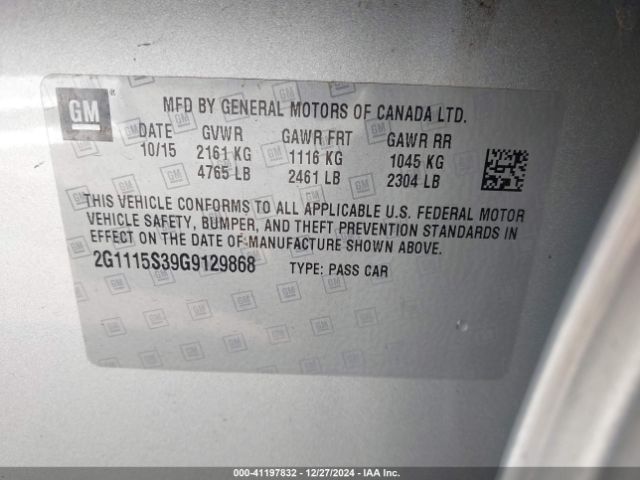 GM
MFD BY GENERAL MOTORS OF CANADA LTD.
DATE GVWR GAWR FRT GAWR RR
10/15 2161 KG 1116 KG 1045 KG
4765 LB 2461 LB 2304 LB
THIS VEHICLE CONFORMS TO ALL APPLICABLE U.S. FEDERAL MOTOR
VEHICLE SAFETY, BUMPER, AND THEFT PREVENTION STANDARDS IN
EFFECT ON THE DATE OF MANUFACTURE SHOWN ABOVE.
2G1115S39G9129868 TYPE: PASS CAR
000-41197832 / 12/27/2024 - IAA Inc.